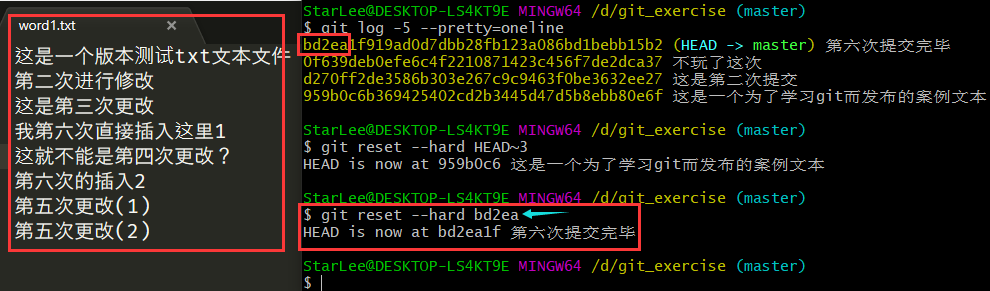 word1.txt ×
这是一个版本测试txt文本文件
第二次进行修改
这是第三次更改
我第六次直接插入这里1
这就不能是第四次更改？
第六次的插入2
第五次更改(1)
第五次更改(2)
StarLee@DESKTOP-LS4KT9E MINGW64 /d/git_exercise (master)
$ git log -5 --pretty=oneline
bd2ea1f919ad0d7dbb28fb123a086bd1bebb15b2 (HEAD -> master) 第六次提交完毕
0f639deb0efe6c4f2210871423c456f7de2dca37 不玩了这次
d270ff2de3586b303e267c9c9463f0be3632ee27 这是第二次提交
959b0c6b369425402cd2b3445d47d5b8ebb80e6f 这是一个为了学习git而发布的案例文本
StarLee@DESKTOP-LS4KT9E MINGW64 /d/git_exercise (master)
$ git reset --hard HEAD~3
HEAD is now at 959b0c6 这是一个为了学习git而发布的案例文本
StarLee@DESKTOP-LS4KT9E MINGW64 /d/git_exercise (master)
$ git reset --hard bd2ea
HEAD is now at bd2ea1f 第六次提交完毕
StarLee@DESKTOP-LS4KT9E MINGW64 /d/git_exercise (master)
$